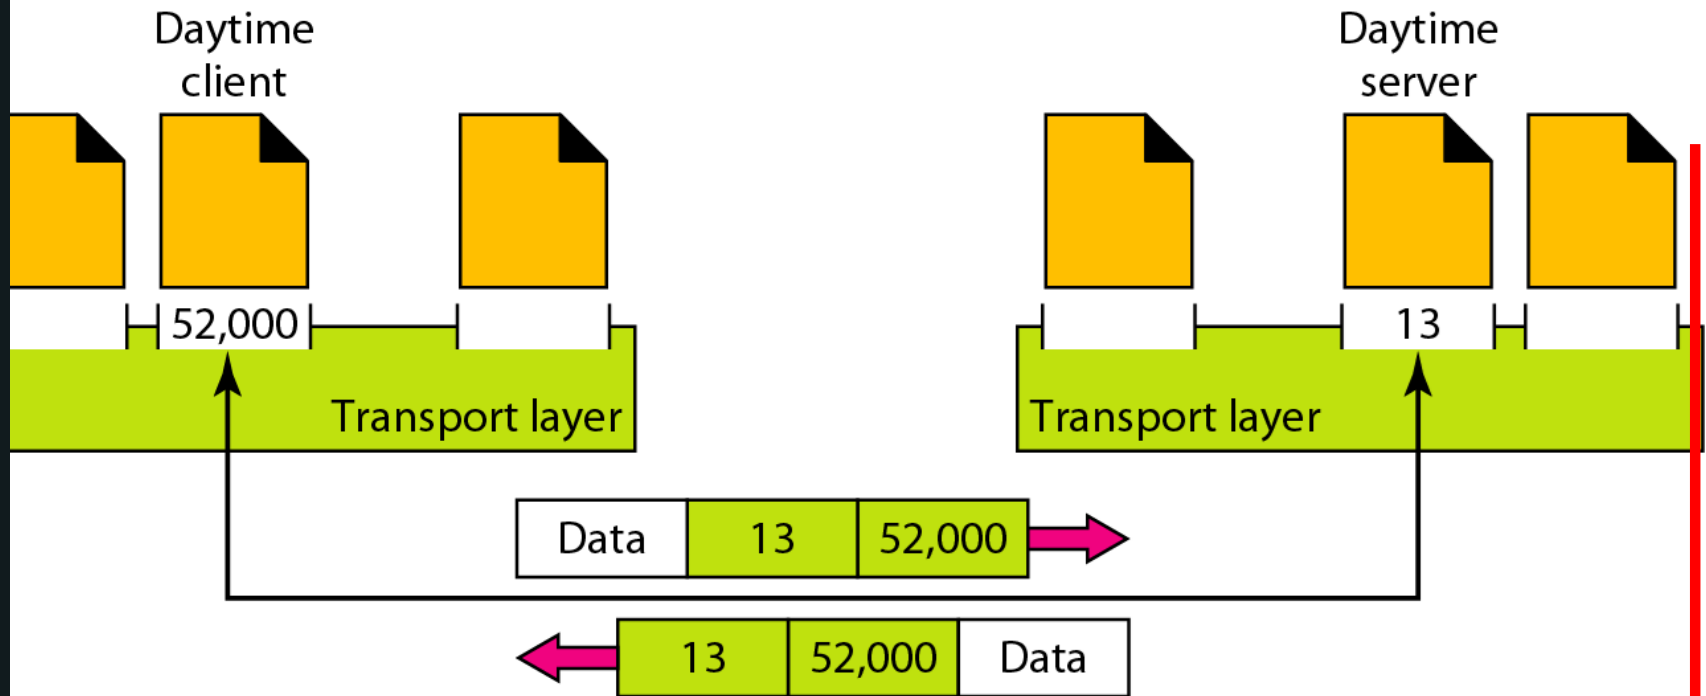 Daytime
client
Daytime
server
52,000
13
Transport layer
Transport layer
Data 13 52,000
13 52,000 Data